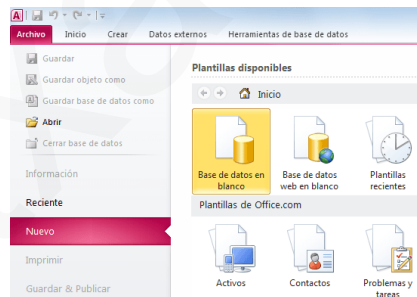 Archivo Inicio Crear Datos externos Herramientas de base de datos
Guardar
Guardar objeto como
Guardar base de datos como
Abrir
Cerrar base de datos
Información
Reciente
Nuevo
Imprimir
Guardar & Publicar
Plantillas disponibles
Inicio
Base de datos en blanco
Base de datos web en blanco
Plantillas recientes
Plantillas de Office.com
Activos
Contactos
Problemas y tareas